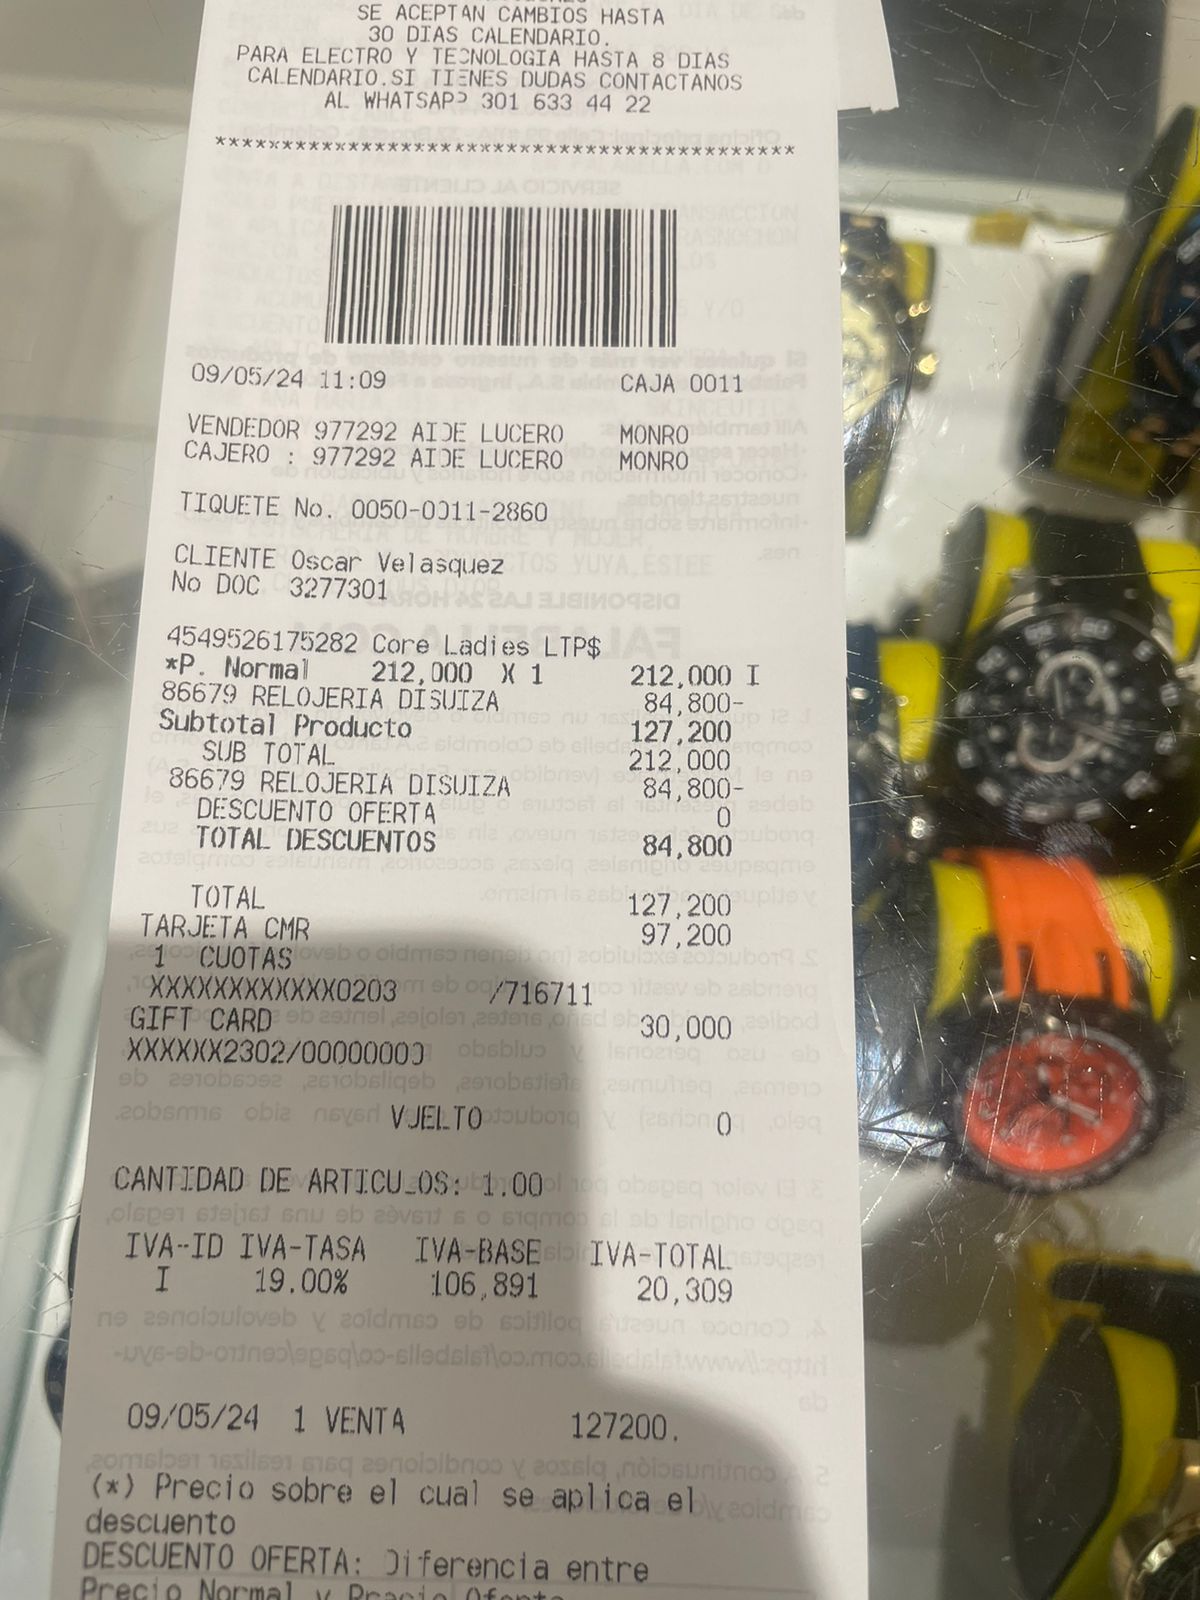 SE ACEPTAN CAMBIOS HASTA
30 DIAS CALENDARIO.
PARA ELECTRO Y TECNOLOGIA HASTA 8 DIAS
CALENDARIO.SI TIENES DUDAS CONTACTANOS
AL WHATSAPP 301 633 44 22
********************************************
09/05/24 11:09 CAJA 0011
VENDEDOR 977292 AIDE LUCERO MONRO
CAJERO : 977292 AIDE LUCERO MONRO
TIQUETE No. 0050-0011-2860
CLIENTE Oscar Velasquez
No DOC 3277301
4549526175282 Core Ladies LTP$
*P. Normal 212,000 X 1 212,000 I
86679 RELOJERIA DISUIZA 84,800-
Subtotal Producto 127,200
SUB TOTAL 212,000
86679 RELOJERIA DISUIZA 84,800-
DESCUENTO OFERTA 0
TOTAL DESCUENTOS 84,800
TOTAL 127,200
TARJETA CMR 97,200
1 CUOTAS
XXXXXXXXXXXX0203 /716711
GIFT CARD 30,000
XXXXXX2302/00000000
VUELTO 0
CANTIDAD DE ARTICULOS: 1.00
IVA-ID IVA-TASA IVA-BASE IVA-TOTAL
I 19.00% 106,891 20,309
09/05/24 1 VENTA 127200.
(*) Precio sobre el cual se aplica el
descuento
DESCUENTO OFERTA: Diferencia entre
Precio Normal y Precio Oferta